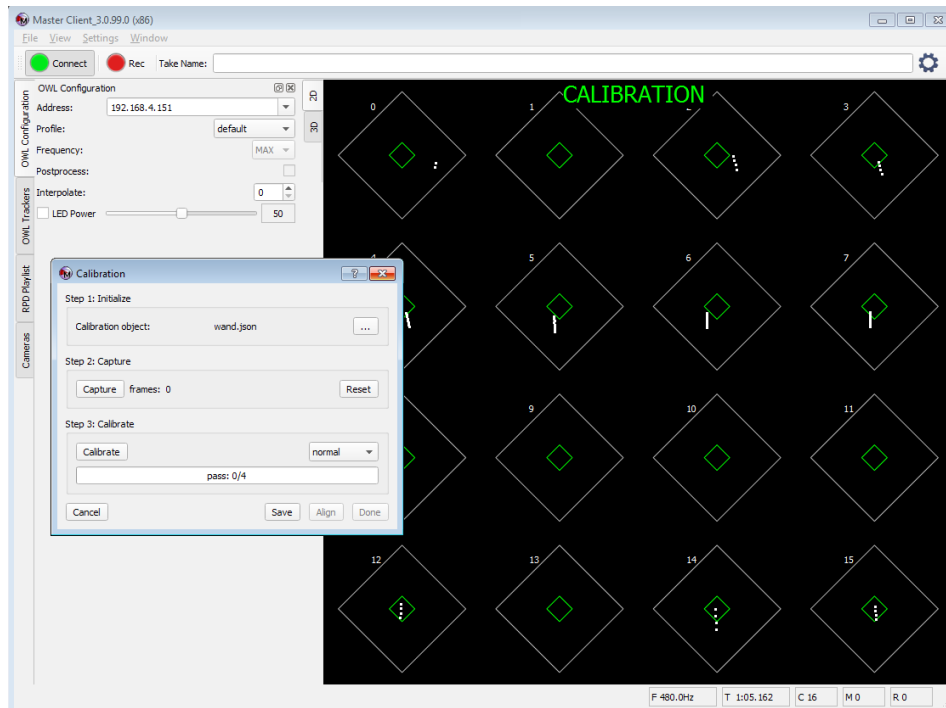 Master Client_3.0.99.0 (x86)
File View Settings Window
Connect Rec Take Name:
OWL Configuration
Address: 192.168.4.151
Profile: default
Frequency: MAX
Postprocess:
Interpolate: 0
LED Power 50
OWL Configuration
OWL Trackers
RPD Playlist
Cameras
2D
3D
CALIBRATION
0 1 3
5 6 7
9 10 11
12 13 14 15
Calibration
Step 1: Initialize
Calibration object: wand.json ...
Step 2: Capture
Capture frames: 0 Reset
Step 3: Calibrate
Calibrate normal
pass: 0/4
Cancel Save Align Done
F 480.0Hz T 1:05.162 C 16 M 0 R 0